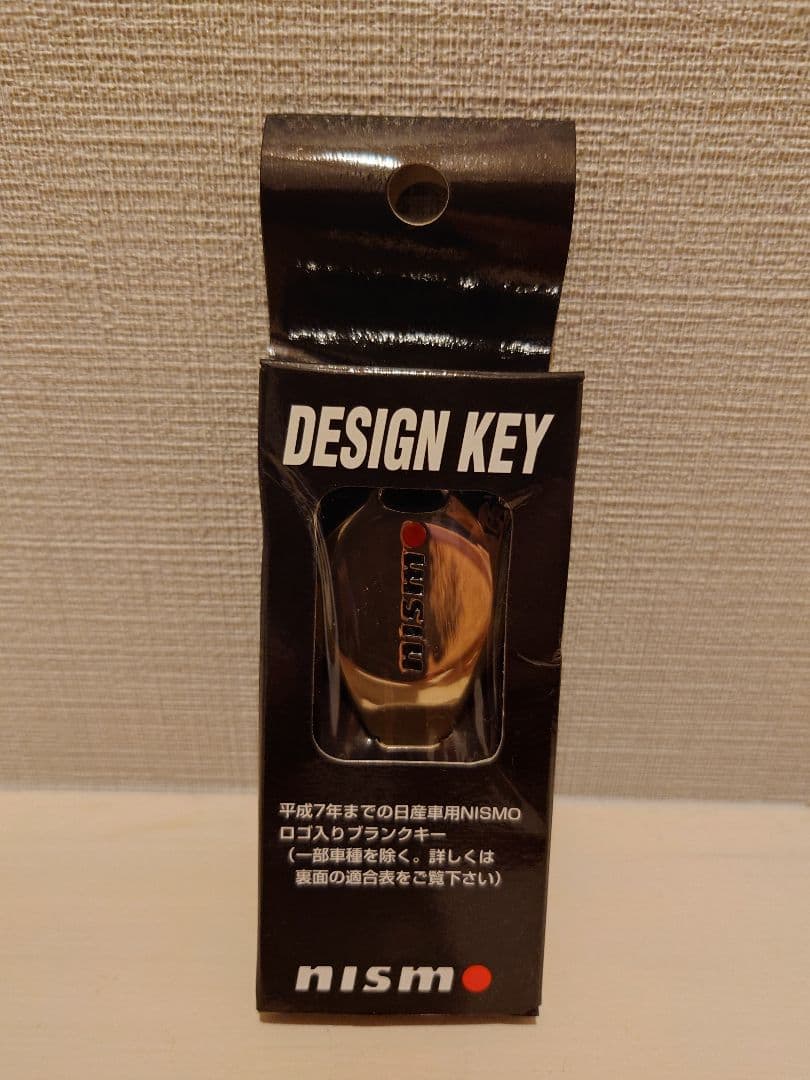 DESIGN KEY
nismo
平成7年までの日産車用NISMO
ロゴ入りブランクキー
（一部車種を除く。詳しくは
裏面の適合表をご覧下さい）
nismo